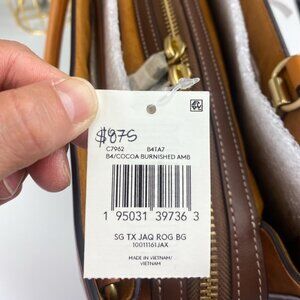 $875
C7962 B4TA7
B4/COCOA BURNISHED AMB
1 95031 39736 3
SG TX JAQ ROG BG
10011161JAX
MADE IN VIETNAM/
VIETNAM